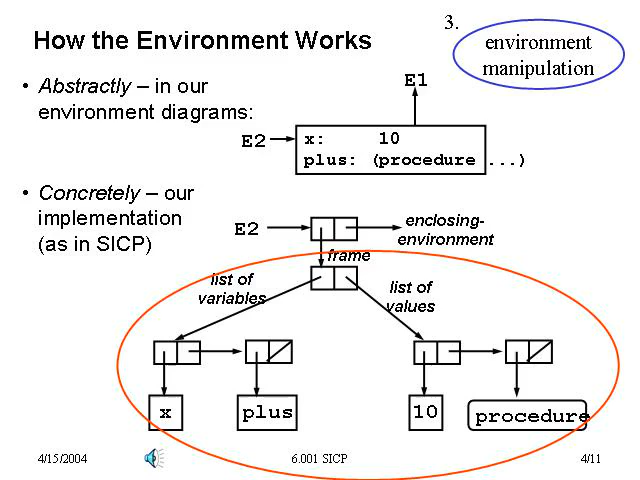 3.
How the Environment Works
environment
manipulation
• Abstractly – in our
environment diagrams:
E1
E2
x: 10
plus: (procedure ...)
• Concretely – our
implementation
(as in SICP)
E2
enclosing-
environment
frame
list of
variables
list of
values
x
plus
10
procedure
4/15/2004
6.001 SICP
4/11